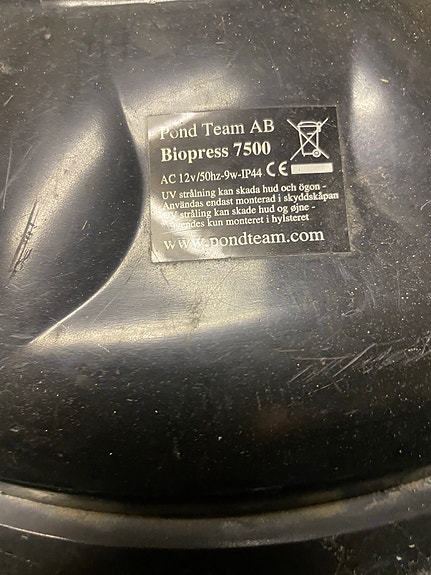 Pond Team AB
Biopress 7500
AC 12v/50hz-9w-IP44 CE
UV strålning kan skada hud och ögon -
Användas endast monterad i skyddskåpan
UV stråling kan skade hud og øjne -
kun monteret i hylsteret
www.pondteam.com